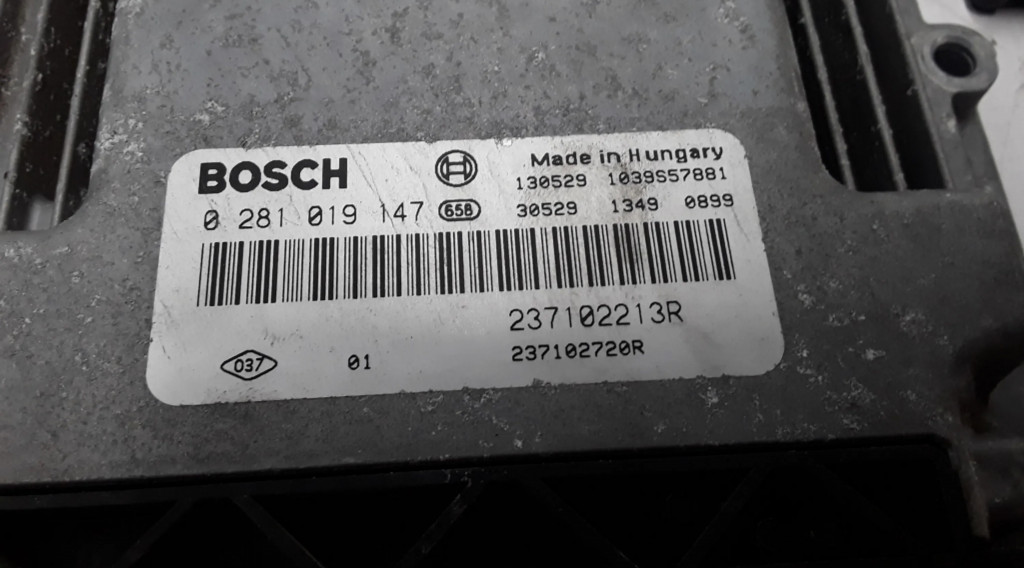 BOSCH
Made in Hungary
130529 1039S57881
0 281 019 147 658 30529 1349 0899
237102213R
037 01 237102720R